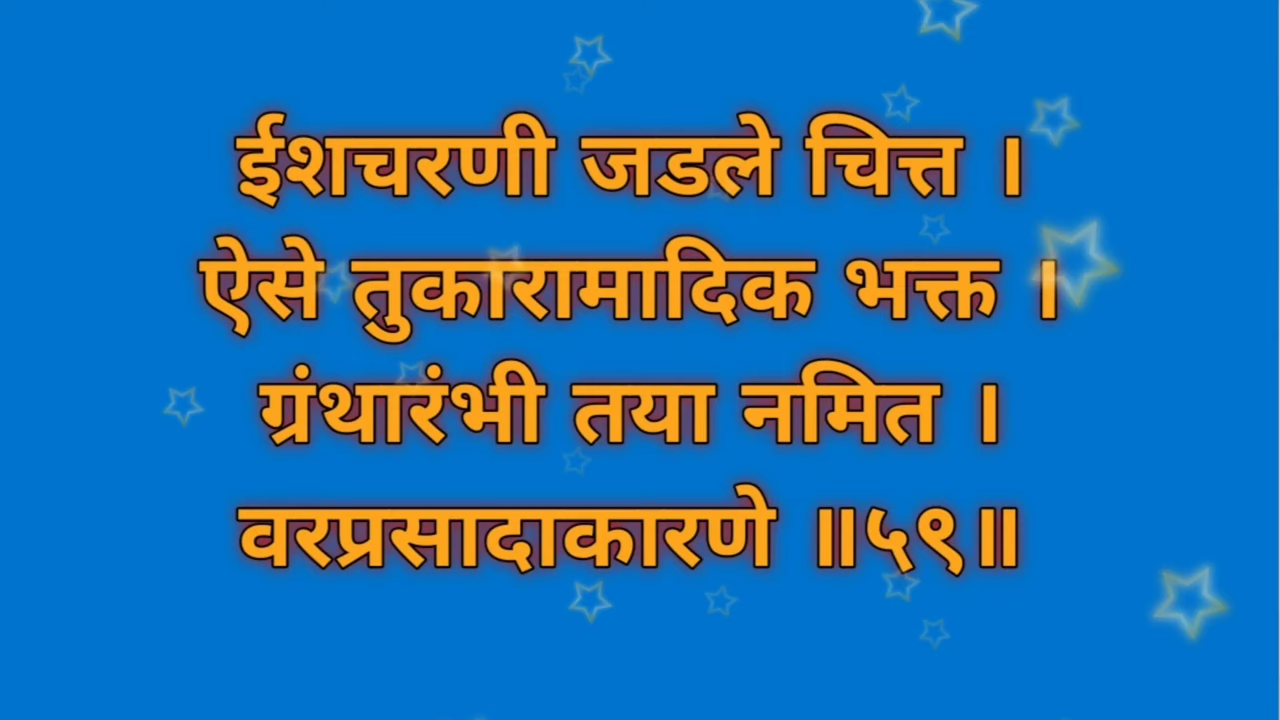 ईशचरणी जडले चित्त ।
ऐसे तुकारामादिक भक्त ।
ग्रंथारंभी तया नमित ।
वरप्रसादाकारणे ॥५९॥